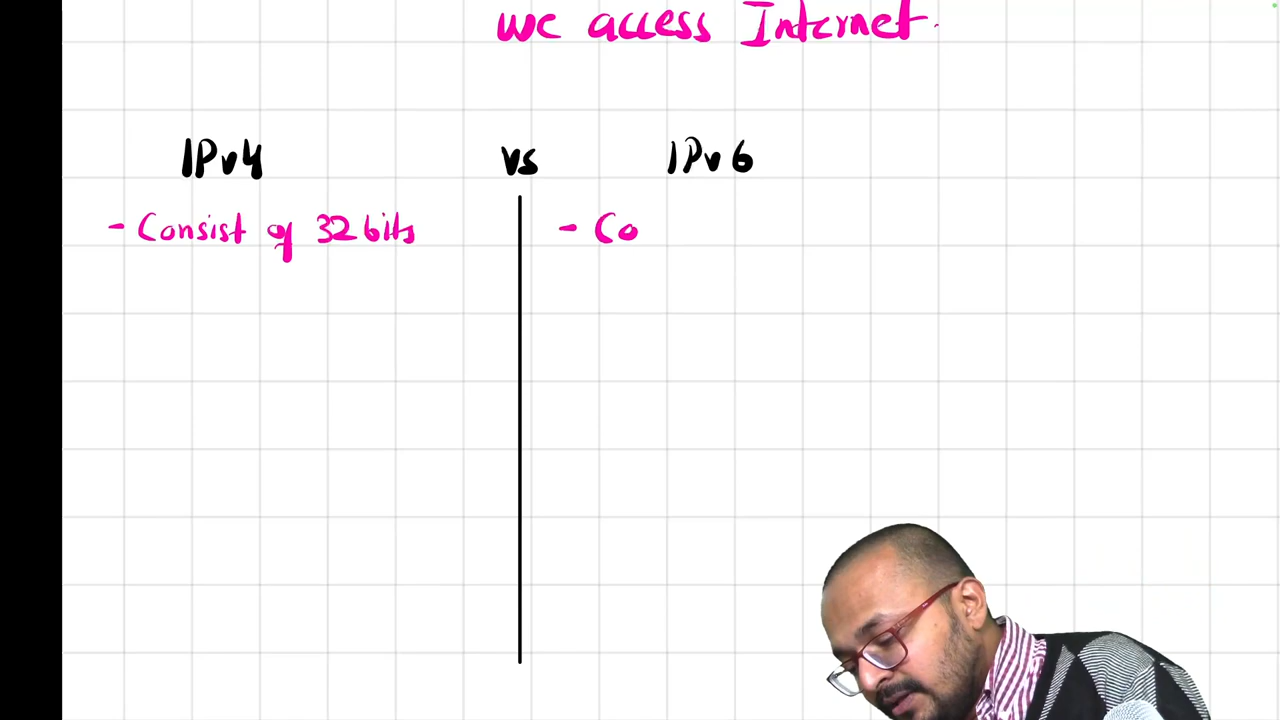 we access Internet.
IPv4 vs IPv6
- Consist of 32 bits
- Co